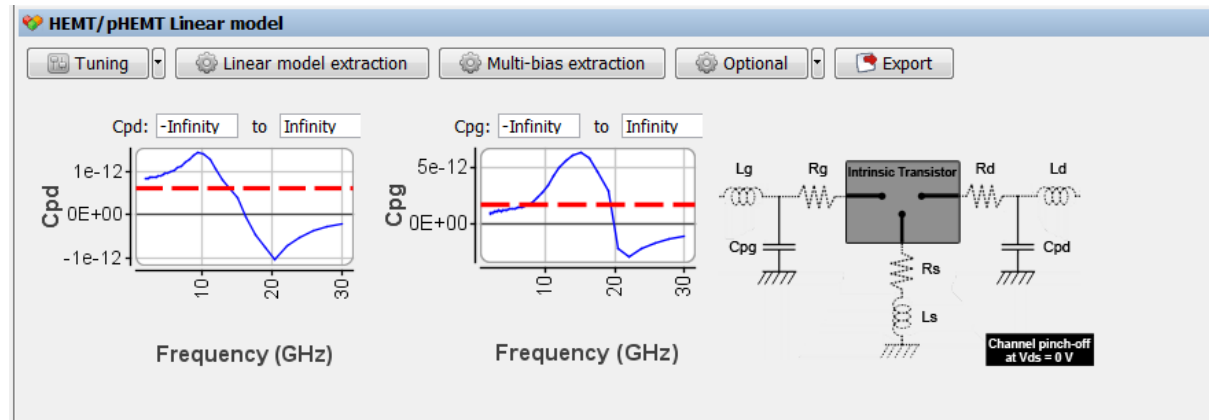 HEMT/pHEMT Linear model
Tuning Linear model extraction Multi-bias extraction Optional Export
Cpd: -Infinity to Infinity Cpg: -Infinity to Infinity
1e-12
0E+00
-1e-12
Cpd
10 20 30
Frequency (GHz)
5e-12
0E+00
Cpg
10 20 30
Frequency (GHz)
Lg Rg Intrinsic Transistor Rd Ld
Cpg Cpd
Rs
Ls
Channel pinch-off
at Vds = 0 V